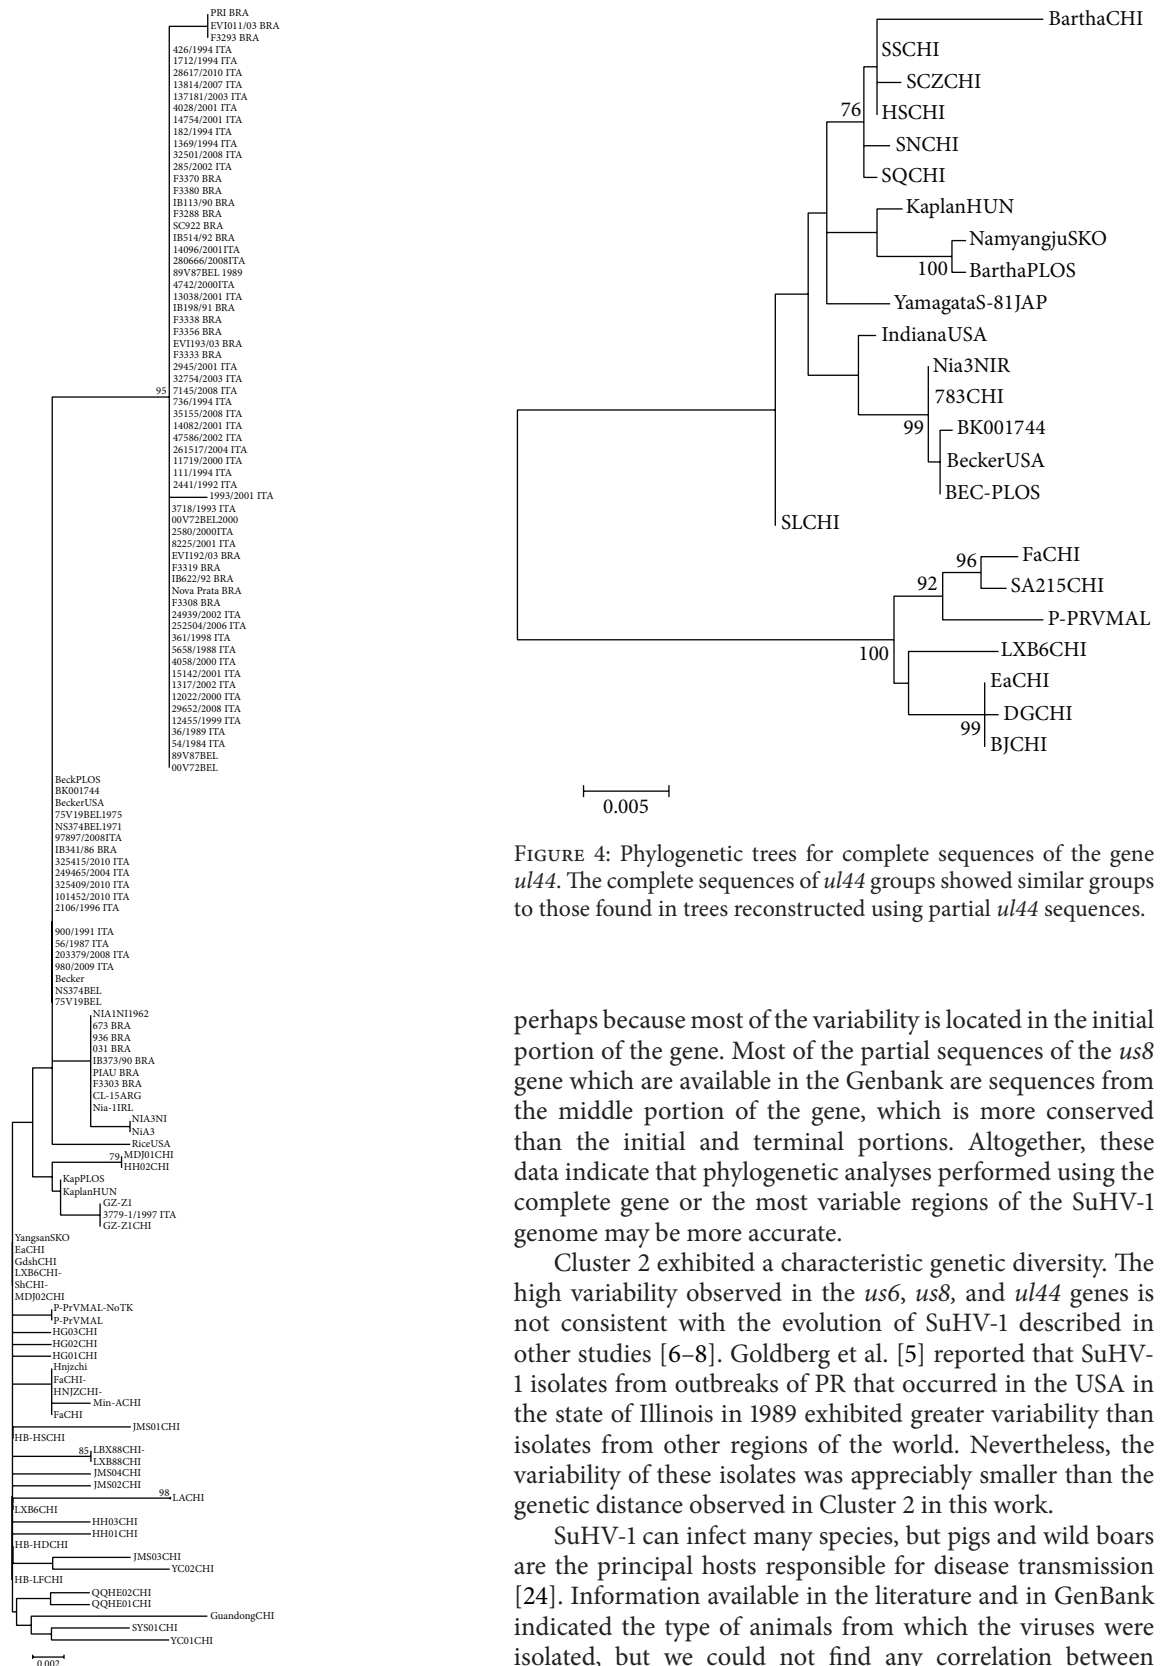 PRI BRA
EVI011/03 BRA
F3293 BRA
426/1994 ITA
1712/1994 ITA
28617/2010 ITA
13814/2007 ITA
137181/2003 ITA
4028/2001 ITA
14754/2001 ITA
182/1994 ITA
1369/1994 ITA
32501/2008 ITA
285/2002 ITA
F3370 BRA
F3380 BRA
IB113/90 BRA
F3288 BRA
SC922 BRA
IB514/92 BRA
14096/2001ITA
280666/2008ITA
89V87BEL 1989
4742/2000ITA
13038/2001 ITA
IB198/91 BRA
F3338 BRA
F3356 BRA
EVI193/03 BRA
F3333 BRA
2945/2001 ITA
32754/2003 ITA
95
7145/2008 ITA
736/1994 ITA
35155/2008 ITA
14082/2001 ITA
47586/2002 ITA
261517/2004 ITA
11719/2000 ITA
111/1994 ITA
2441/1992 ITA
1993/2001 ITA
3718/1993 ITA
00V72BEL2000
2580/2000ITA
8225/2001 ITA
EVI192/03 BRA
F3319 BRA
IB622/92 BRA
Nova Prata BRA
F3308 BRA
24939/2002 ITA
252504/2006 ITA
361/1998 ITA
5658/1988 ITA
4058/2000 ITA
15142/2001 ITA
1317/2002 ITA
12022/2000 ITA
29652/2008 ITA
12455/1999 ITA
36/1989 ITA
54/1984 ITA
89V87BEL
00V72BEL
BeckPLOS
BK001744
BeckerUSA
75V19BEL1975
NS374BEL1971
97897/2008ITA
IB341/86 BRA
325415/2010 ITA
249465/2004 ITA
325409/2010 ITA
101452/2010 ITA
2106/1996 ITA
900/1991 ITA
56/1987 ITA
203379/2008 ITA
980/2009 ITA
Becker
NS374BEL
75V19BEL
NIA1NI1962
673 BRA
936 BRA
031 BRA
IB373/90 BRA
PIAU BRA
F3303 BRA
CL-15ARG
Nia-1IRL
NIA3NI
NiA3
RiceUSA
79
MDJ01CHI
HH02CHI
KapPLOS
KaplanHUN
GZ-Z1
3779-1/1997 ITA
GZ-Z1CHI
YangsanSKO
EaCHI
GdshCHI
LXB6CHI-
ShCHI-
MDJ02CHI
P-PrVMAL-NoTK
P-PrVMAL
HG03CHI
HG02CHI
HG01CHI
Hnjzchi
FaCHI-
HNJZCHI-
Min-ACHI
FaCHI
JMS01CHI
HB-HSCHI
85
LBX88CHI-
LXB88CHI
JMS04CHI
JMS02CHI
98
LACHI
LXB6CHI
HH03CHI
HH01CHI
HB-HDCHI
JMS03CHI
YC02CHI
HB-LFCHI
QQHE02CHI
QQHE01CHI
GuandongCHI
SYS01CHI
YC01CHI
0.002
BarthaCHI
SSCHI
SCZCHI
76
HSCHI
SNCHI
SQCHI
KaplanHUN
NamyangjuSKO
100
BarthaPLOS
YamagataS-81JAP
IndianaUSA
Nia3NIR
783CHI
99
BK001744
BeckerUSA
BEC-PLOS
SLCHI
96
FaCHI
92
SA215CHI
P-PRVMAL
100
LXB6CHI
EaCHI
DGCHI
99
BJCHI
0.005
FIGURE 4: Phylogenetic trees for complete sequences of the gene
ul44. The complete sequences of ul44 groups showed similar groups
to those found in trees reconstructed using partial ul44 sequences.
perhaps because most of the variability is located in the initial
portion of the gene. Most of the partial sequences of the us8
gene which are available in the Genbank are sequences from
the middle portion of the gene, which is more conserved
than the initial and terminal portions. Altogether, these
data indicate that phylogenetic analyses performed using the
complete gene or the most variable regions of the SuHV-1
genome may be more accurate.
Cluster 2 exhibited a characteristic genetic diversity. The
high variability observed in the us6, us8, and ul44 genes is
not consistent with the evolution of SuHV-1 described in
other studies [6–8]. Goldberg et al. [5] reported that SuHV-
1 isolates from outbreaks of PR that occurred in the USA in
the state of Illinois in 1989 exhibited greater variability than
isolates from other regions of the world. Nevertheless, the
variability of these isolates was appreciably smaller than the
genetic distance observed in Cluster 2 in this work.
SuHV-1 can infect many species, but pigs and wild boars
are the principal hosts responsible for disease transmission
[24]. Information available in the literature and in GenBank
indicated the type of animals from which the viruses were
isolated, but we could not find any correlation between